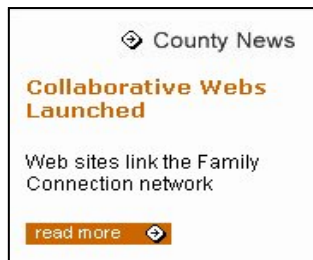 County News
Collaborative Webs
Launched
Web sites link the Family
Connection network
read more